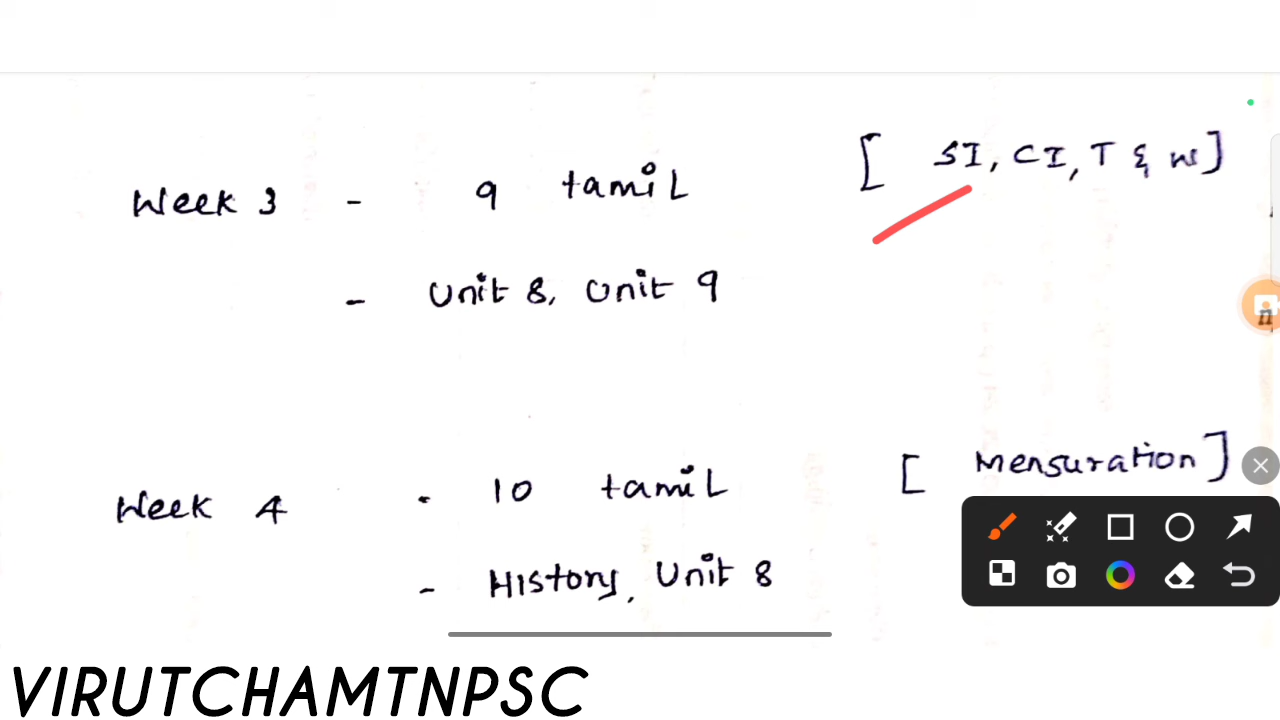 Week 3 - 9 tamil [ SI, CI, T & w]
- Unit 8, Unit 9
Week 4 - 10 tamil [ Mensuration]
- History, Unit 8
VIRUTCHAMTNPSC